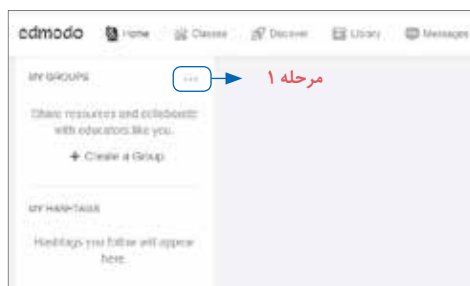 edmodo Home Classes Discover Library Messages
MY GROUPS ... مرحله ۱
Share resources and collaborate
with educators like you.
+ Create a Group
MY HASHTAGS
Hashtags you follow will appear
here.